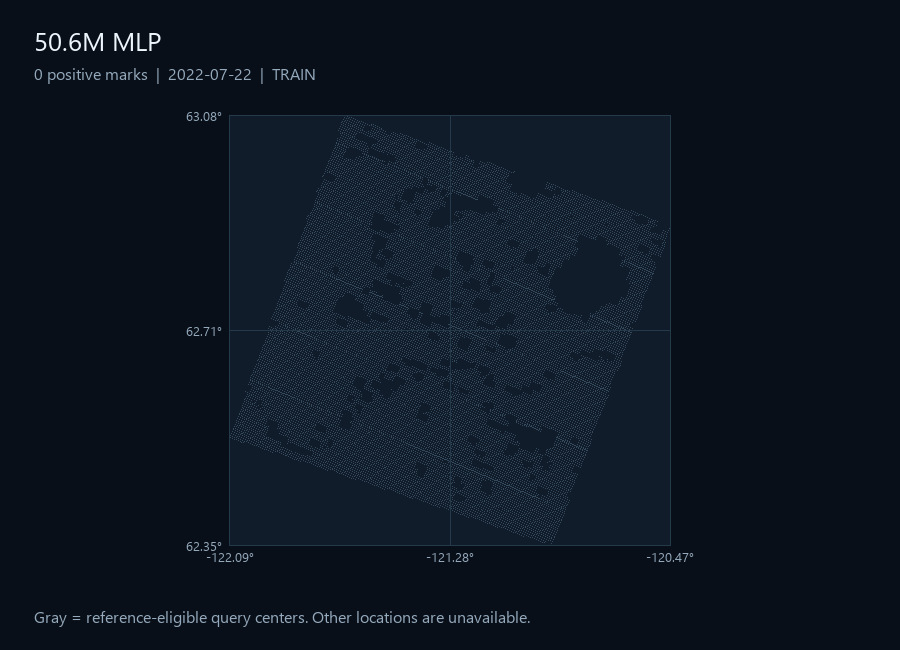 50.6M MLP
0 positive marks | 2022-07-22 | TRAIN
63.08°
62.71°
62.35°
-122.09°
-121.28°
-120.47°
Gray = reference-eligible query centers. Other locations are unavailable.